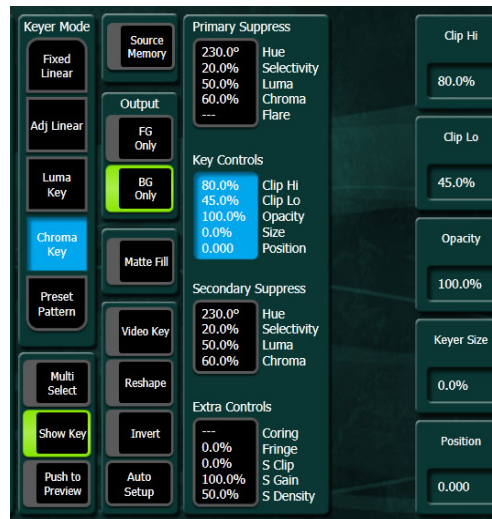 Keyer Mode
Fixed
Linear
Adj Linear
Luma
Key
Chroma
Key
Preset
Pattern
Multi
Select
Show Key
Push to
Preview
Source
Memory
Output
FG
Only
BG
Only
Matte Fill
Video Key
Reshape
Invert
Auto
Setup
Primary Suppress
230.0º Hue
20.0% Selectivity
50.0% Luma
60.0% Chroma
--- Flare
Key Controls
80.0% Clip Hi
45.0% Clip Lo
100.0% Opacity
0.0% Size
0.000 Position
Secondary Suppress
230.0º Hue
20.0% Selectivity
50.0% Luma
60.0% Chroma
Extra Controls
--- Coring
0.0% Fringe
0.0% S Clip
100.0% S Gain
50.0% S Density
Clip Hi
80.0%
Clip Lo
45.0%
Opacity
100.0%
Keyer Size
0.0%
Position
0.000